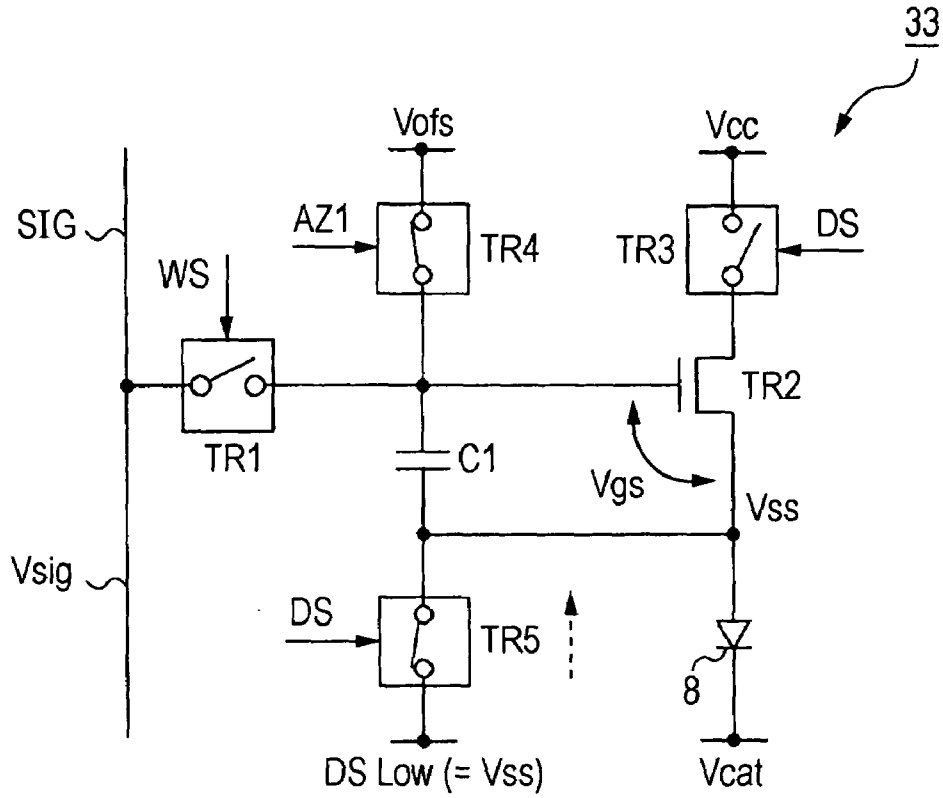 33
Vofs
Vcc
SIG
AZ1
TR4
TR3
DS
WS
TR2
TR1
C1
Vgs
Vss
Vsig
DS
TR5
8
DS Low (= Vss)
Vcat